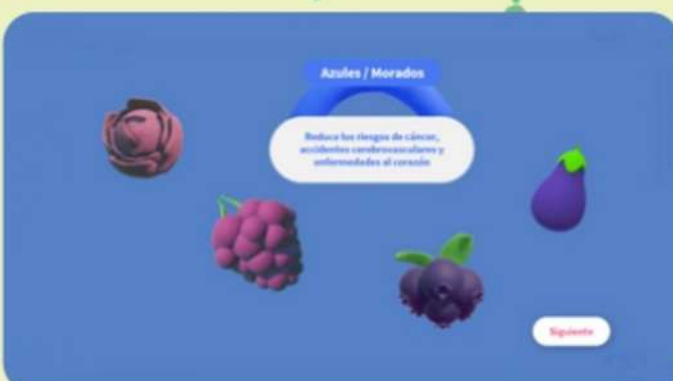 Azules / Morados
Reduce los riesgos de cáncer,
accidentes cerebrovasculares y
enfermedades al corazón
Siguiente